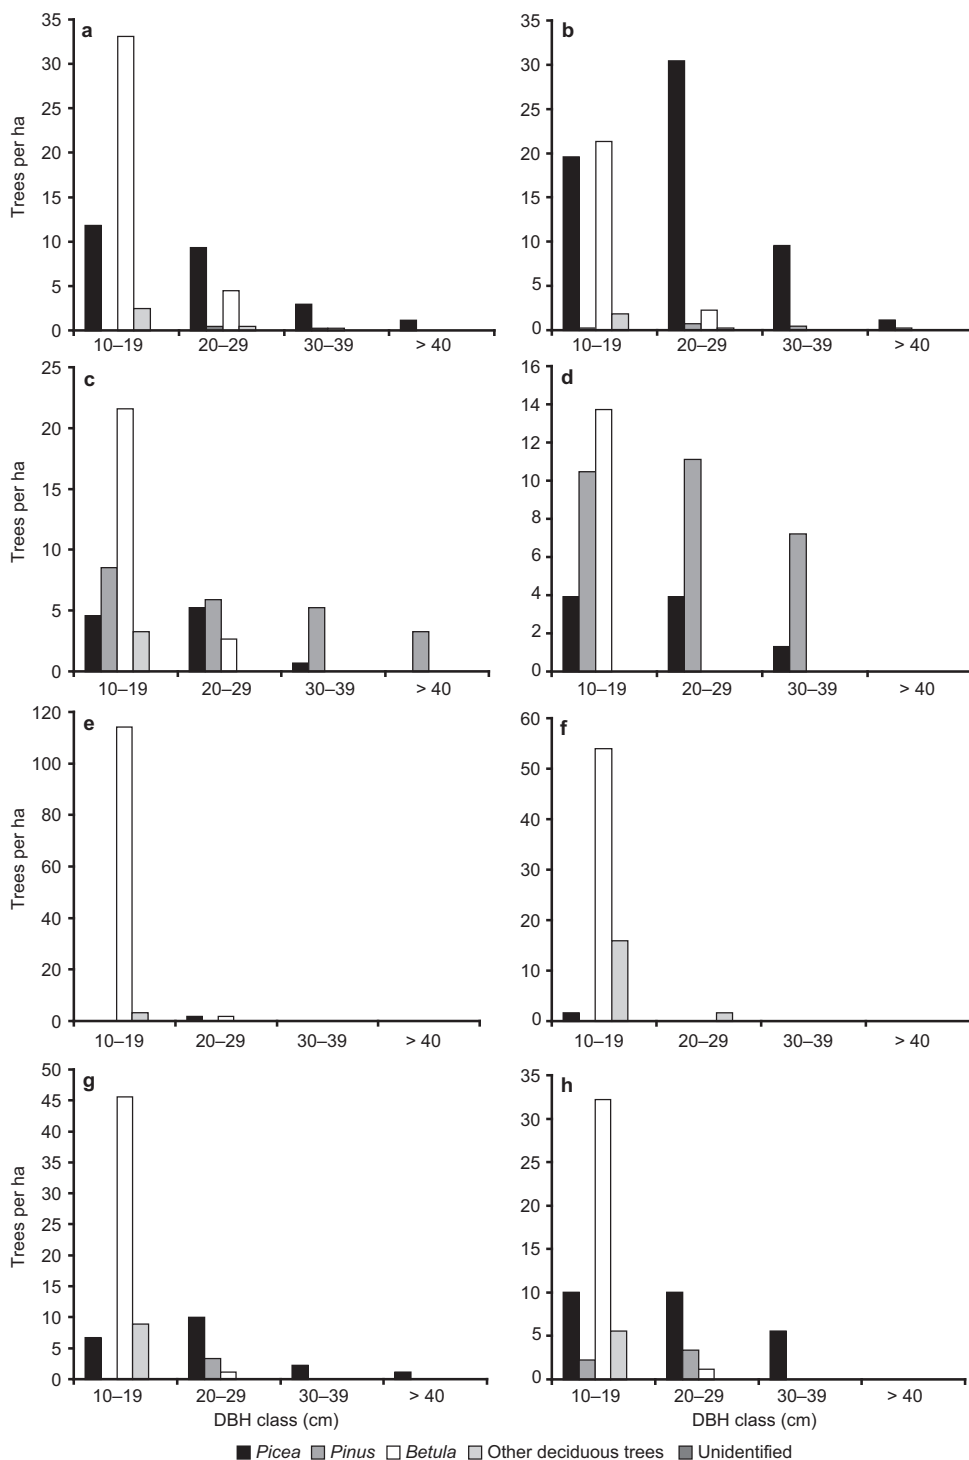 a
35
30
25
20
15
10
5
0
Trees per ha
10–19 20–29 30–39 > 40
b
35
30
25
20
15
10
5
0
10–19 20–29 30–39 > 40
c
25
20
15
10
5
0
Trees per ha
10–19 20–29 30–39 > 40
d
16
14
12
10
8
6
4
2
0
10–19 20–29 30–39 > 40
e
120
100
80
60
40
20
0
Trees per ha
10–19 20–29 30–39 > 40
f
60
50
40
30
20
10
0
10–19 20–29 30–39 > 40
g
50
45
40
35
30
25
20
15
10
5
0
Trees per ha
10–19 20–29 30–39 > 40
DBH class (cm)
h
35
30
25
20
15
10
5
0
10–19 20–29 30–39 > 40
DBH class (cm)
Picea Pinus Betula Other deciduous trees Unidentified